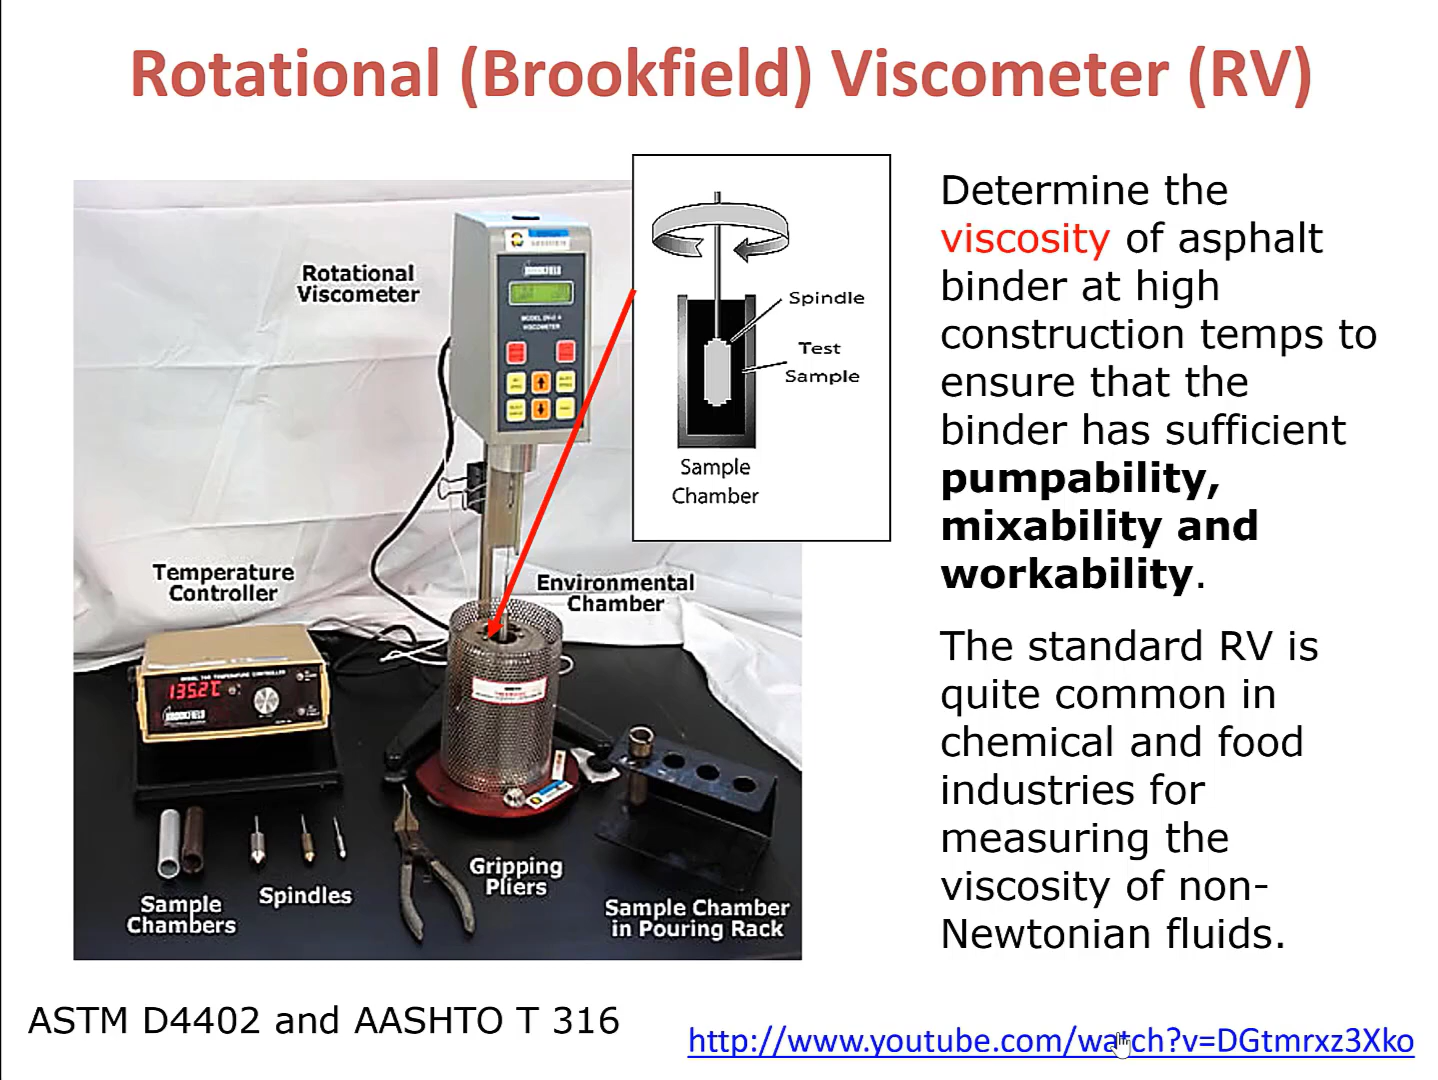 Rotational (Brookfield) Viscometer (RV)
Rotational
Viscometer
BROOKFIELD
Spindle
Test
Sample
Sample
Chamber
Temperature
Controller
Environmental
Chamber
135.2°C
BROOKFIELD
Sample
Chambers
Spindles
Gripping
Pliers
Sample Chamber
in Pouring Rack
Determine the
viscosity of asphalt
binder at high
construction temps to
ensure that the
binder has sufficient
pumpability,
mixability and
workability.
The standard RV is
quite common in
chemical and food
industries for
measuring the
viscosity of non-
Newtonian fluids.
ASTM D4402 and AASHTO T 316
http://www.youtube.com/watch?v=DGtmrxz3Xko